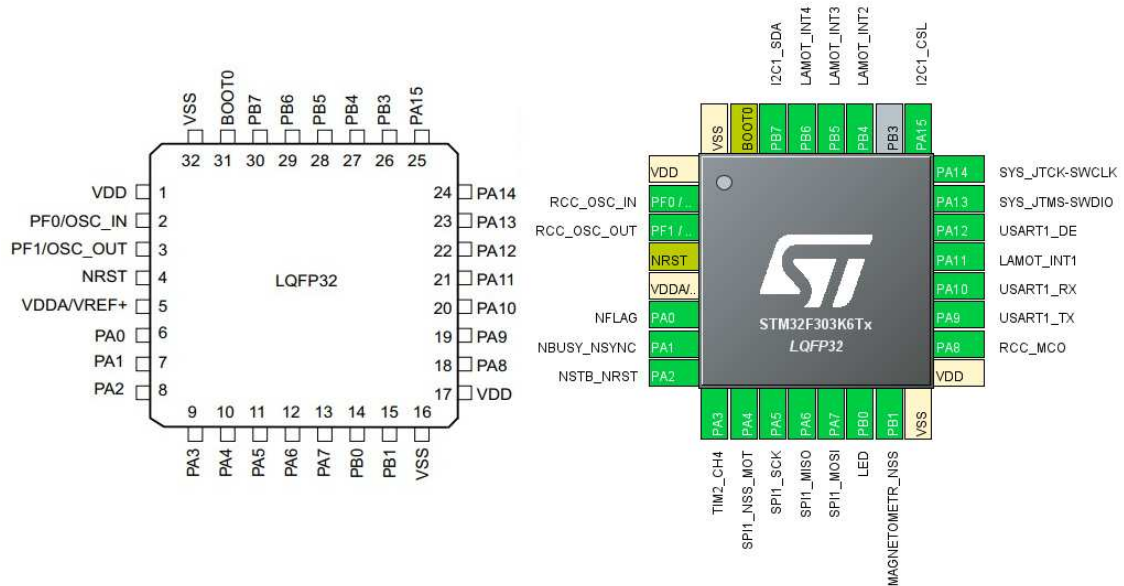 VSS
BOOT0
PB7
PB6
PB5
PB4
PB3
PA15
32
31
30
29
28
27
26
25
VDD 1
PF0/OSC_IN 2
PF1/OSC_OUT 3
NRST 4
VDDA/VREF+ 5
PA0 6
PA1 7
PA2 8
LQFP32
24 PA14
23 PA13
22 PA12
21 PA11
20 PA10
19 PA9
18 PA8
17 VDD
9
10
11
12
13
14
15
16
PA3
PA4
PA5
PA6
PA7
PB0
PB1
VSS
I2C1_SDA
LAMOT_INT4
LAMOT_INT3
LAMOT_INT2
I2C1_CSL
VSS
BOOT0
PB7
PB6
PB5
PB4
PB3
PA15
VDD
RCC_OSC_IN PF0/..
RCC_OSC_OUT PF1/..
NRST
VDDA/..
NFLAG PA0
NBUSY_NSYNC PA1
NSTB_NRST PA2
ST
STM32F303K6Tx
LQFP32
PA14 SYS_JTCK-SWCLK
PA13 SYS_JTMS-SWDIO
PA12 USART1_DE
PA11 LAMOT_INT1
PA10 USART1_RX
PA9 USART1_TX
PA8 RCC_MCO
VDD
PA3
PA4
PA5
PA6
PA7
PB0
PB1
VSS
TIM2_CH4
SPI1_NSS_MOT
SPI1_SCK
SPI1_MISO
SPI1_MOSI
LED
MAGNETOMETR_NSS